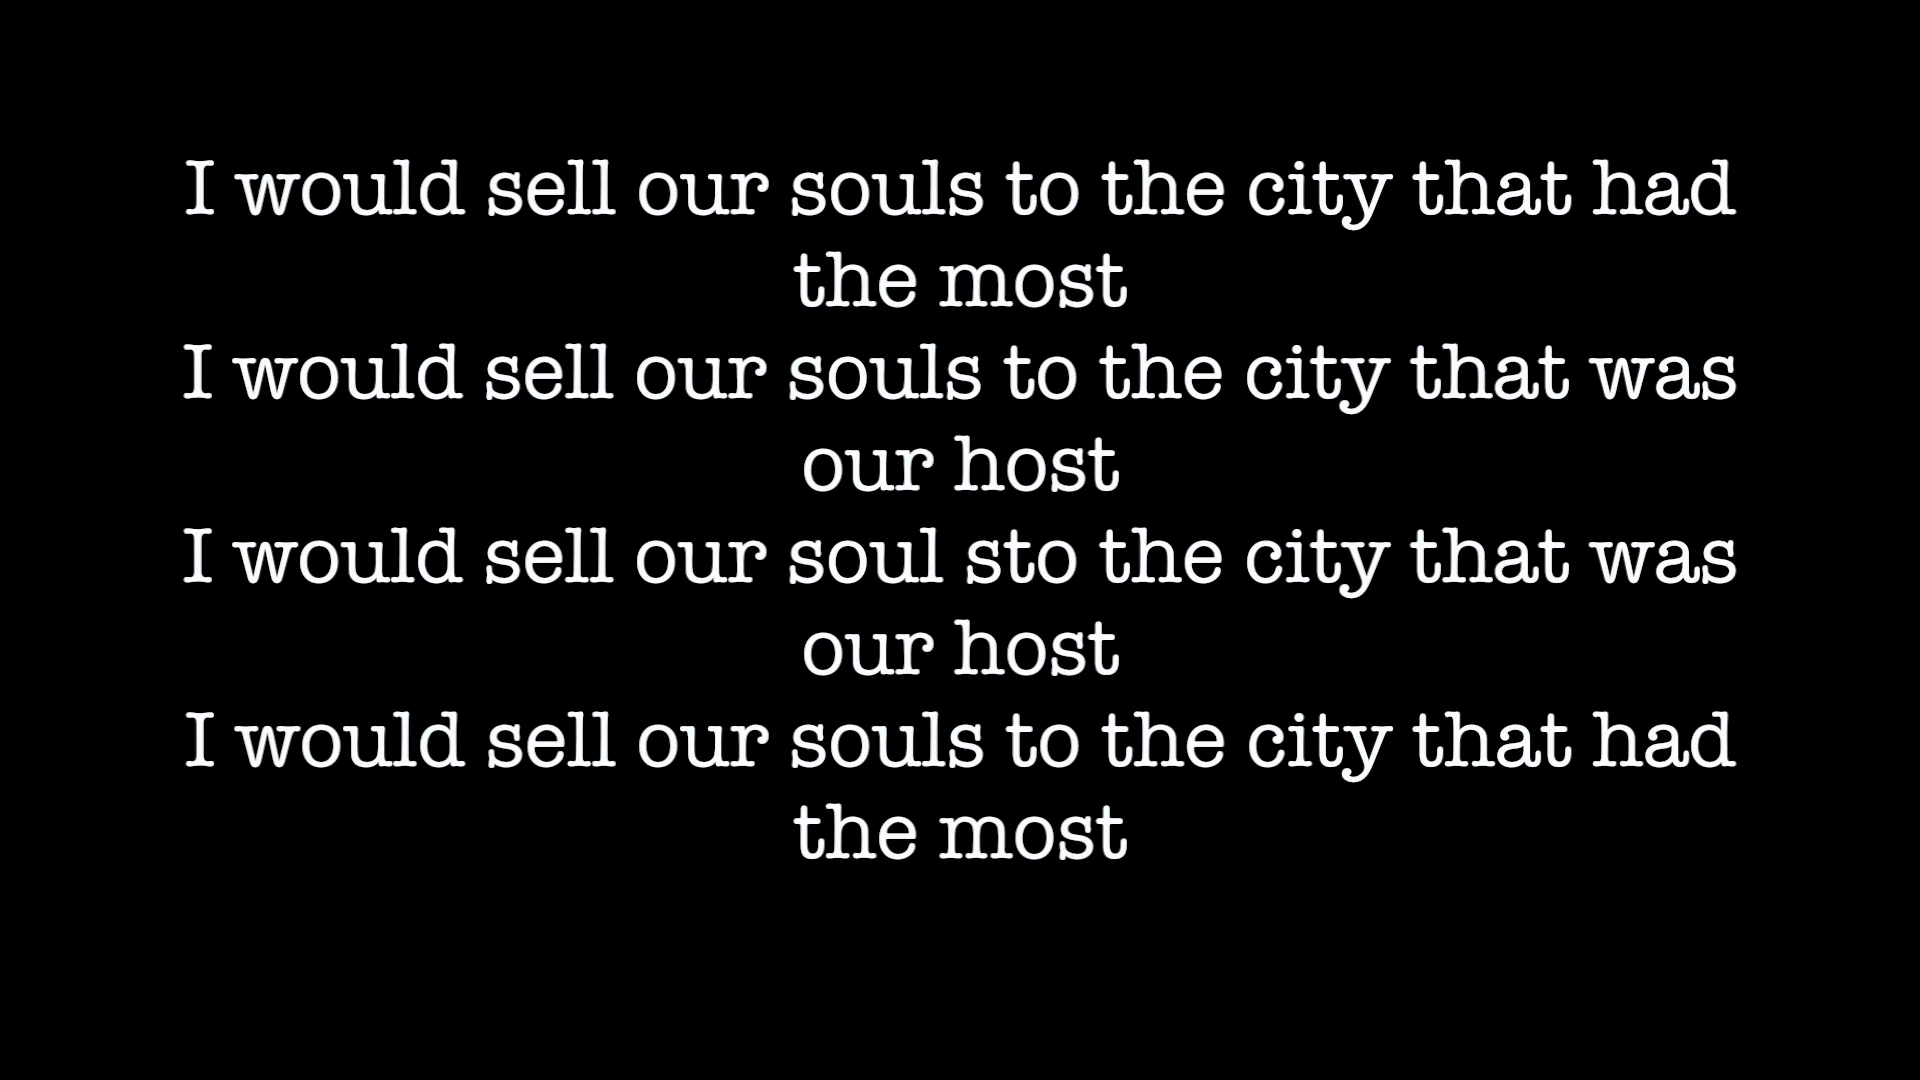 I would sell our souls to the city that had
the most
I would sell our souls to the city that was
our host
I would sell our soul sto the city that was
our host
I would sell our souls to the city that had
the most